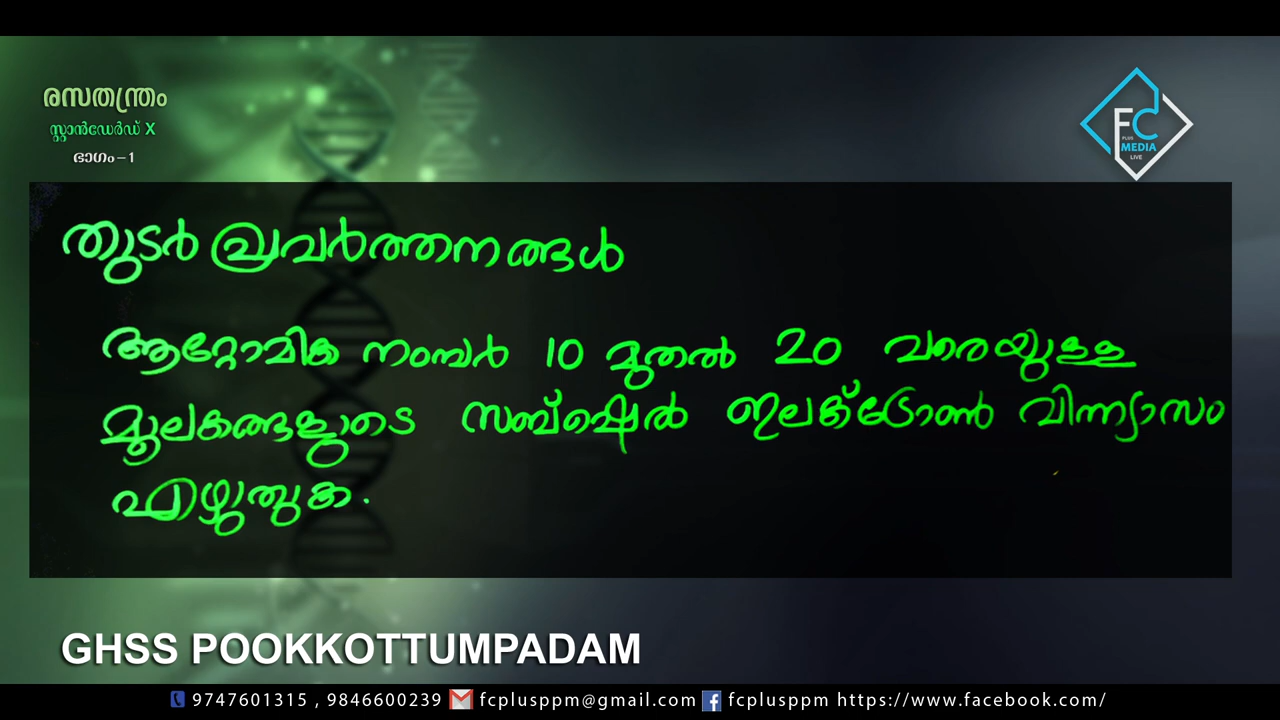 രസതന്ത്രം
സ്റ്റാൻഡേർഡ് X
ഭാഗം-1
FC
PLUS
MEDIA
LIVE
തുടർ പ്രവർത്തനങ്ങൾ
ആറ്റോമിക നമ്പർ 10 മുതൽ 20 വരെയുള്ള
മൂലകങ്ങളുടെ സബ്ഷെൽ ഇലക്ട്രോൺ വിന്ന്യാസം
എഴുതുക.
GHSS POOKKOTTUMPADAM
9747601315 , 9846600239 fcplusppm@gmail.com fcplusppm https://www.facebook.com/